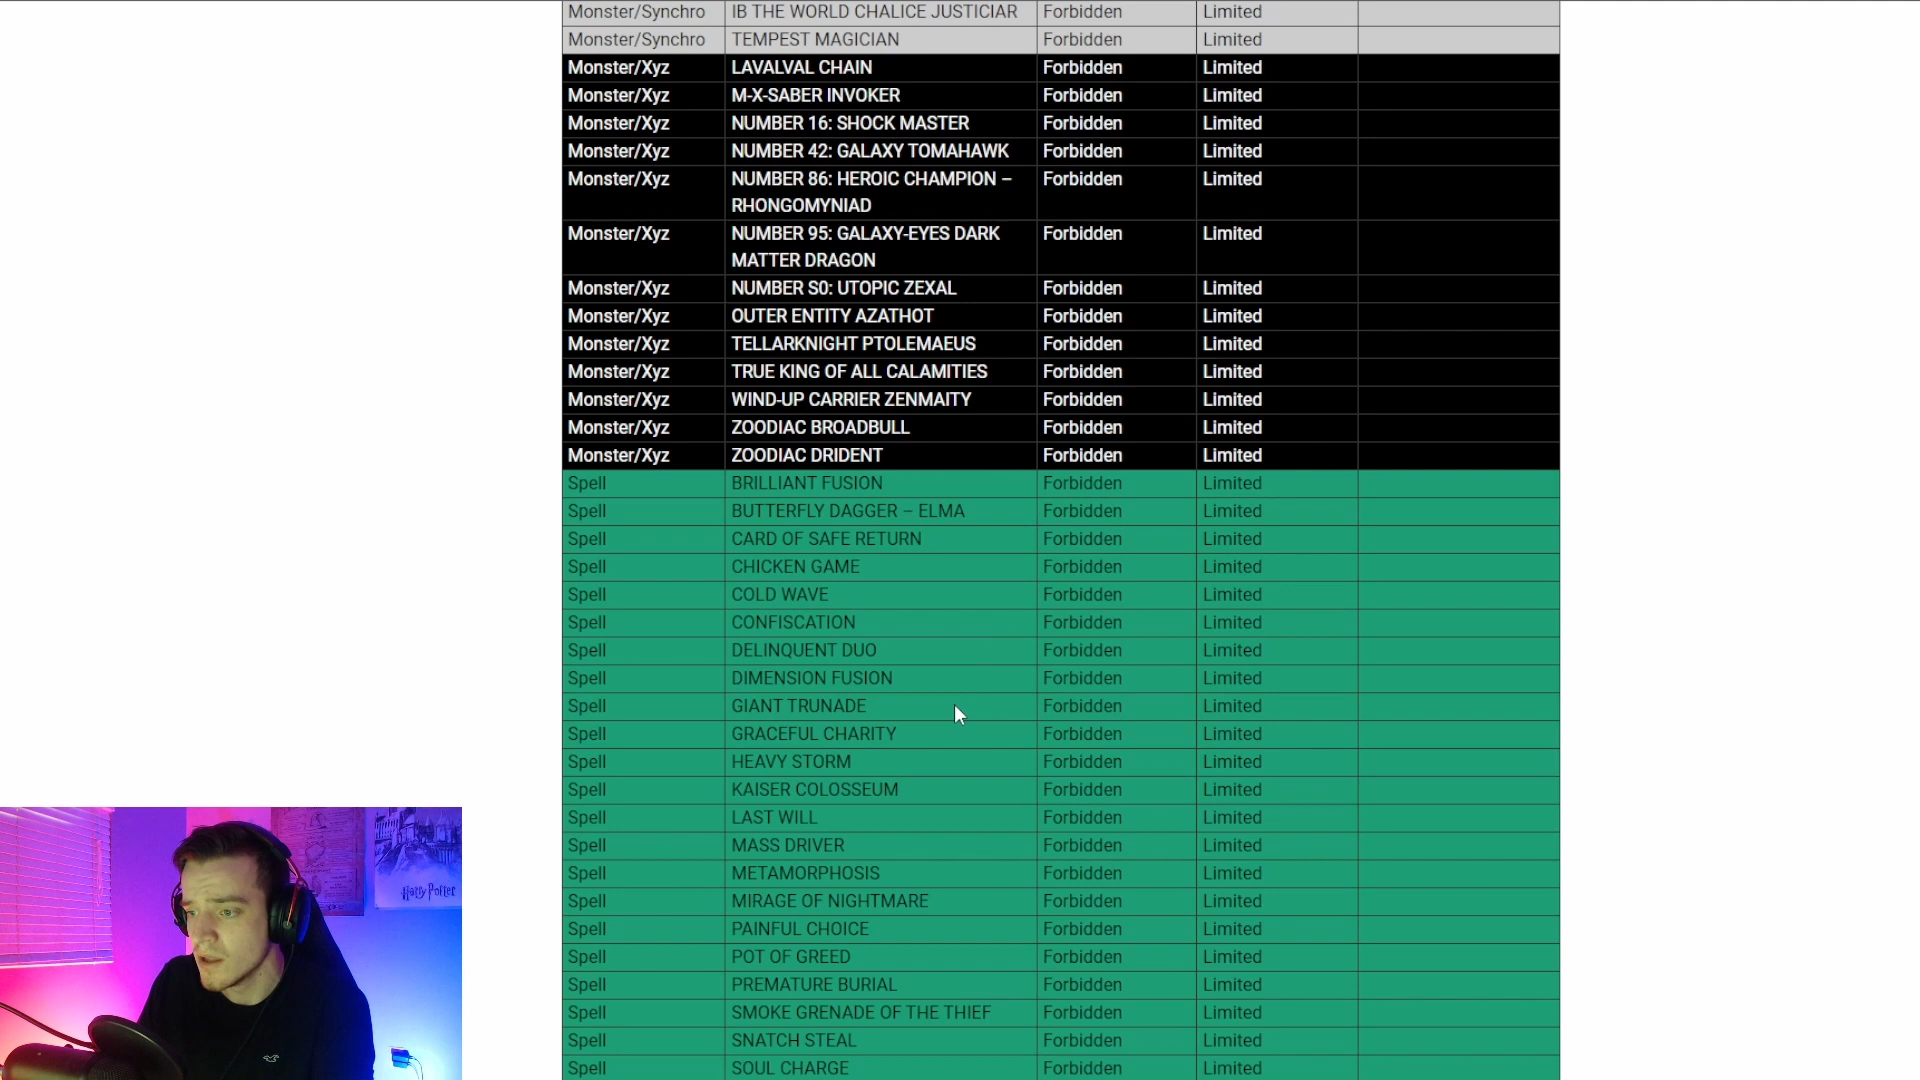 Monster/Synchro IB THE WORLD CHALICE JUSTICIAR Forbidden Limited
Monster/Synchro TEMPEST MAGICIAN Forbidden Limited
Monster/Xyz LAVALVAL CHAIN Forbidden Limited
Monster/Xyz M-X-SABER INVOKER Forbidden Limited
Monster/Xyz NUMBER 16: SHOCK MASTER Forbidden Limited
Monster/Xyz NUMBER 42: GALAXY TOMAHAWK Forbidden Limited
Monster/Xyz NUMBER 86: HEROIC CHAMPION – Forbidden Limited
RHONGOMYNIAD
Monster/Xyz NUMBER 95: GALAXY-EYES DARK Forbidden Limited
MATTER DRAGON
Monster/Xyz NUMBER S0: UTOPIC ZEXAL Forbidden Limited
Monster/Xyz OUTER ENTITY AZATHOT Forbidden Limited
Monster/Xyz TELLARKNIGHT PTOLEMAEUS Forbidden Limited
Monster/Xyz TRUE KING OF ALL CALAMITIES Forbidden Limited
Monster/Xyz WIND-UP CARRIER ZENMAITY Forbidden Limited
Monster/Xyz ZOODIAC BROADBULL Forbidden Limited
Monster/Xyz ZOODIAC DRIDENT Forbidden Limited
Spell BRILLIANT FUSION Forbidden Limited
Spell BUTTERFLY DAGGER – ELMA Forbidden Limited
Spell CARD OF SAFE RETURN Forbidden Limited
Spell CHICKEN GAME Forbidden Limited
Spell COLD WAVE Forbidden Limited
Spell CONFISCATION Forbidden Limited
Spell DELINQUENT DUO Forbidden Limited
Spell DIMENSION FUSION Forbidden Limited
Spell GIANT TRUNADE Forbidden Limited
Spell GRACEFUL CHARITY Forbidden Limited
Spell HEAVY STORM Forbidden Limited
Spell KAISER COLOSSEUM Forbidden Limited
Spell LAST WILL Forbidden Limited
Spell MASS DRIVER Forbidden Limited
Spell METAMORPHOSIS Forbidden Limited
Spell MIRAGE OF NIGHTMARE Forbidden Limited
Spell PAINFUL CHOICE Forbidden Limited
Spell POT OF GREED Forbidden Limited
Spell PREMATURE BURIAL Forbidden Limited
Spell SMOKE GRENADE OF THE THIEF Forbidden Limited
Spell SNATCH STEAL Forbidden Limited
Spell SOUL CHARGE Forbidden Limited
Harry Potter